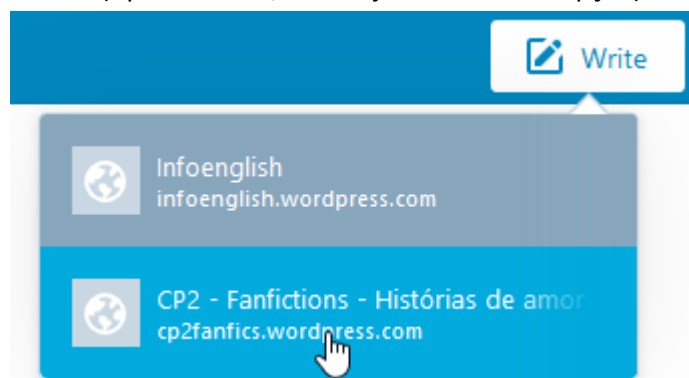 Write
Infoenglish
infoenglish.wordpress.com
CP2 - Fanfictions - Histórias de amor
cp2fanfics.wordpress.com